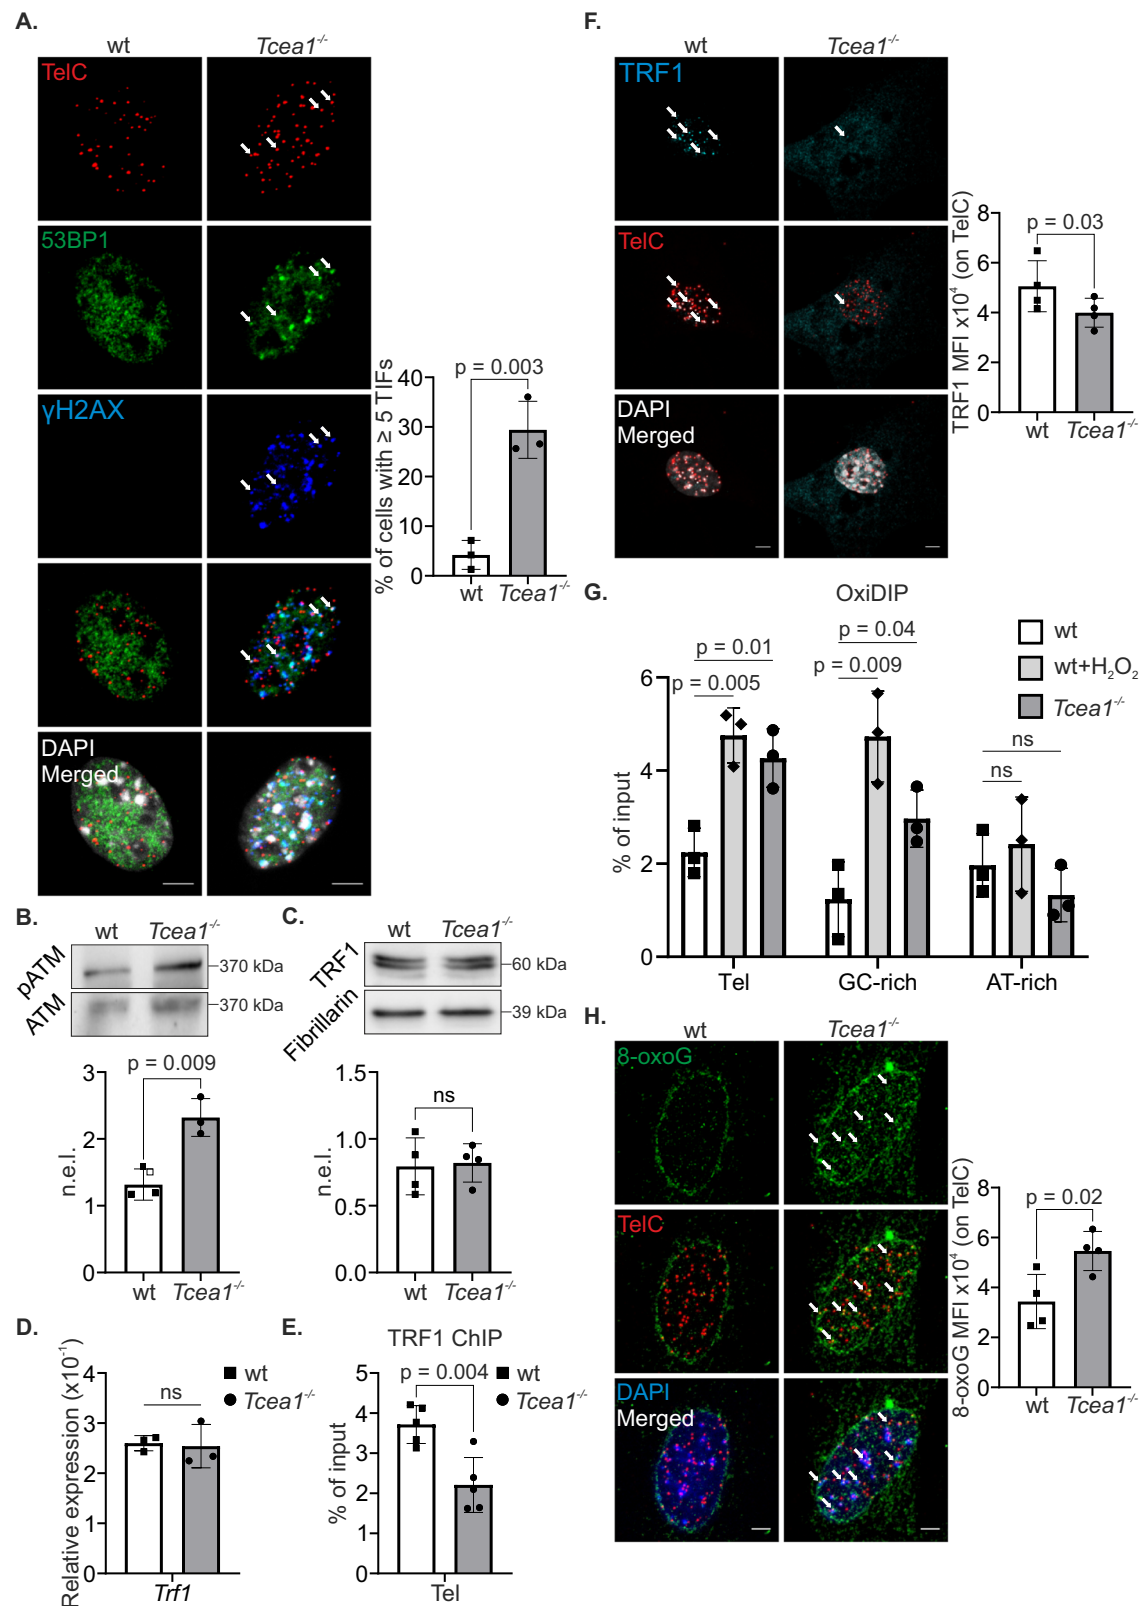 A.
wt
Tcea1-/-
TelC
53BP1
γH2AX
DAPI
Merged
% of cells with ≥ 5 TIFs
p = 0.003
40
30
20
10
0
wt
Tcea1-/-
B.
wt
Tcea1-/-
pATM
370 kDa
ATM
370 kDa
p = 0.009
n.e.l.
3
2
1
0
wt
Tcea1-/-
C.
wt
Tcea1-/-
TRF1
60 kDa
Fibrillarin
39 kDa
ns
n.e.l.
1.5
1.0
0.5
0.0
wt
Tcea1-/-
D.
Relative expression (x10-1)
4
3
2
1
0
ns
wt
Tcea1-/-
Trf1
E.
TRF1 ChIP
% of input
5
4
3
2
1
0
p = 0.004
wt
Tcea1-/-
Tel
F.
wt
Tcea1-/-
TRF1
TelC
DAPI
Merged
TRF1 MFI x10⁴ (on TelC)
8
6
4
2
0
p = 0.03
wt
Tcea1-/-
G.
OxiDIP
% of input
6
4
2
0
p = 0.01
p = 0.005
p = 0.04
p = 0.009
ns
ns
wt
wt+H₂O₂
Tcea1-/-
Tel
GC-rich
AT-rich
H.
wt
Tcea1-/-
8-oxoG
TelC
DAPI
Merged
8-oxoG MFI x10⁴ (on TelC)
8
6
4
2
0
p = 0.02
wt
Tcea1-/-